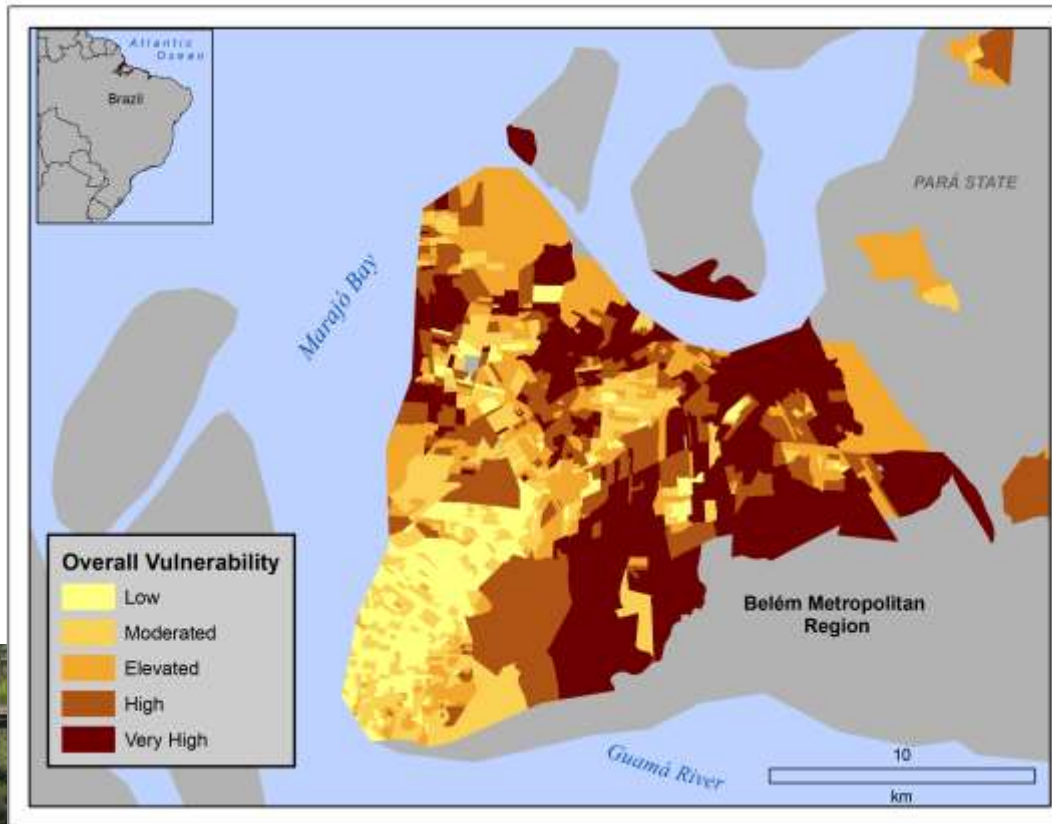 Atlantic
Ocean
Brazil
PARÁ STATE
Marajó Bay
Overall Vulnerability
Low
Moderated
Elevated
High
Very High
Belém Metropolitan
Region
Guamá River
10
km